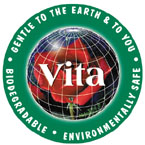 • GENTLE TO THE EARTH & TO YOU •
Vita
BIODEGRADABLE • ENVIRONMENTALLY SAFE